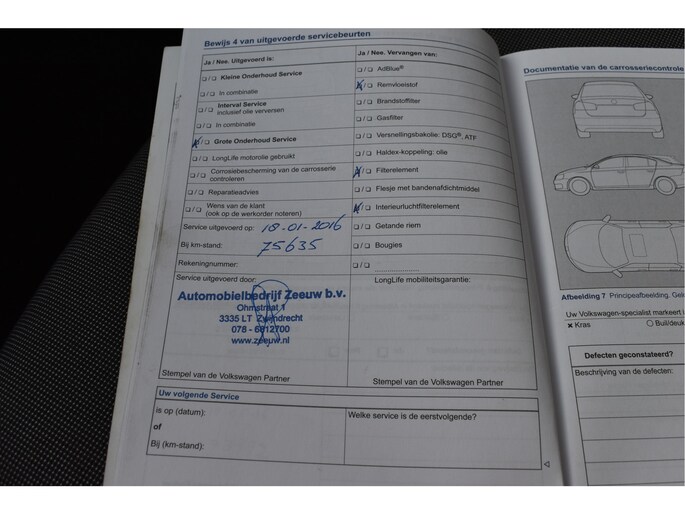 Bewijs 4 van uitgevoerde servicebeurten
Ja / Nee. Uitgevoerd is:
❏/❏ Kleine Onderhoud Service
❏/❏ In combinatie
❏/❏ Interval Service
inclusief olie verversen
❏/❏ In combinatie
❏/❏ Grote Onderhoud Service
❏/❏ LongLife motorolie gebruikt
❏/❏ Corrosiebescherming van de carrosserie
controleren
❏/❏ Reparatieadvies
❏/❏ Wens van de klant
(ook op de werkorder noteren)
Service uitgevoerd op: 18-01-2016
Bij km-stand: 75635
Rekeningnummer:
Service uitgevoerd door:
Automobielbedrijf Zeeuw b.v.
Ohmstraat 1
3335 LT Zwijndrecht
078 - 6812700
www.zeeuw.nl
Stempel van de Volkswagen Partner
Ja / Nee. Vervangen van:
❏/❏ AdBlue®
❏/❏ Remvloeistof
❏/❏ Brandstoffilter
❏/❏ Gasfilter
❏/❏ Versnellingsbakolie: DSG®, ATF
❏/❏ Haldex-koppeling: olie
❏/❏ Filterelement
❏/❏ Flesje met bandenafdichtmiddel
❏/❏ Interieurluchtfilterelement
❏/❏ Getande riem
❏/❏ Bougies
❏/❏ ....................
LongLife mobiliteitsgarantie:
Stempel van de Volkswagen Partner
Uw volgende Service
is op (datum):
of
Bij (km-stand):
Welke service is de eerstvolgende?
Documentatie van de carrosseriecontrole
Afbeelding 7 Principeafbeelding.
Uw Volkswagen-specialist markeert
× Kras
○ Buil/deuk
Defecten geconstateerd?
Beschrijving van de defecten: